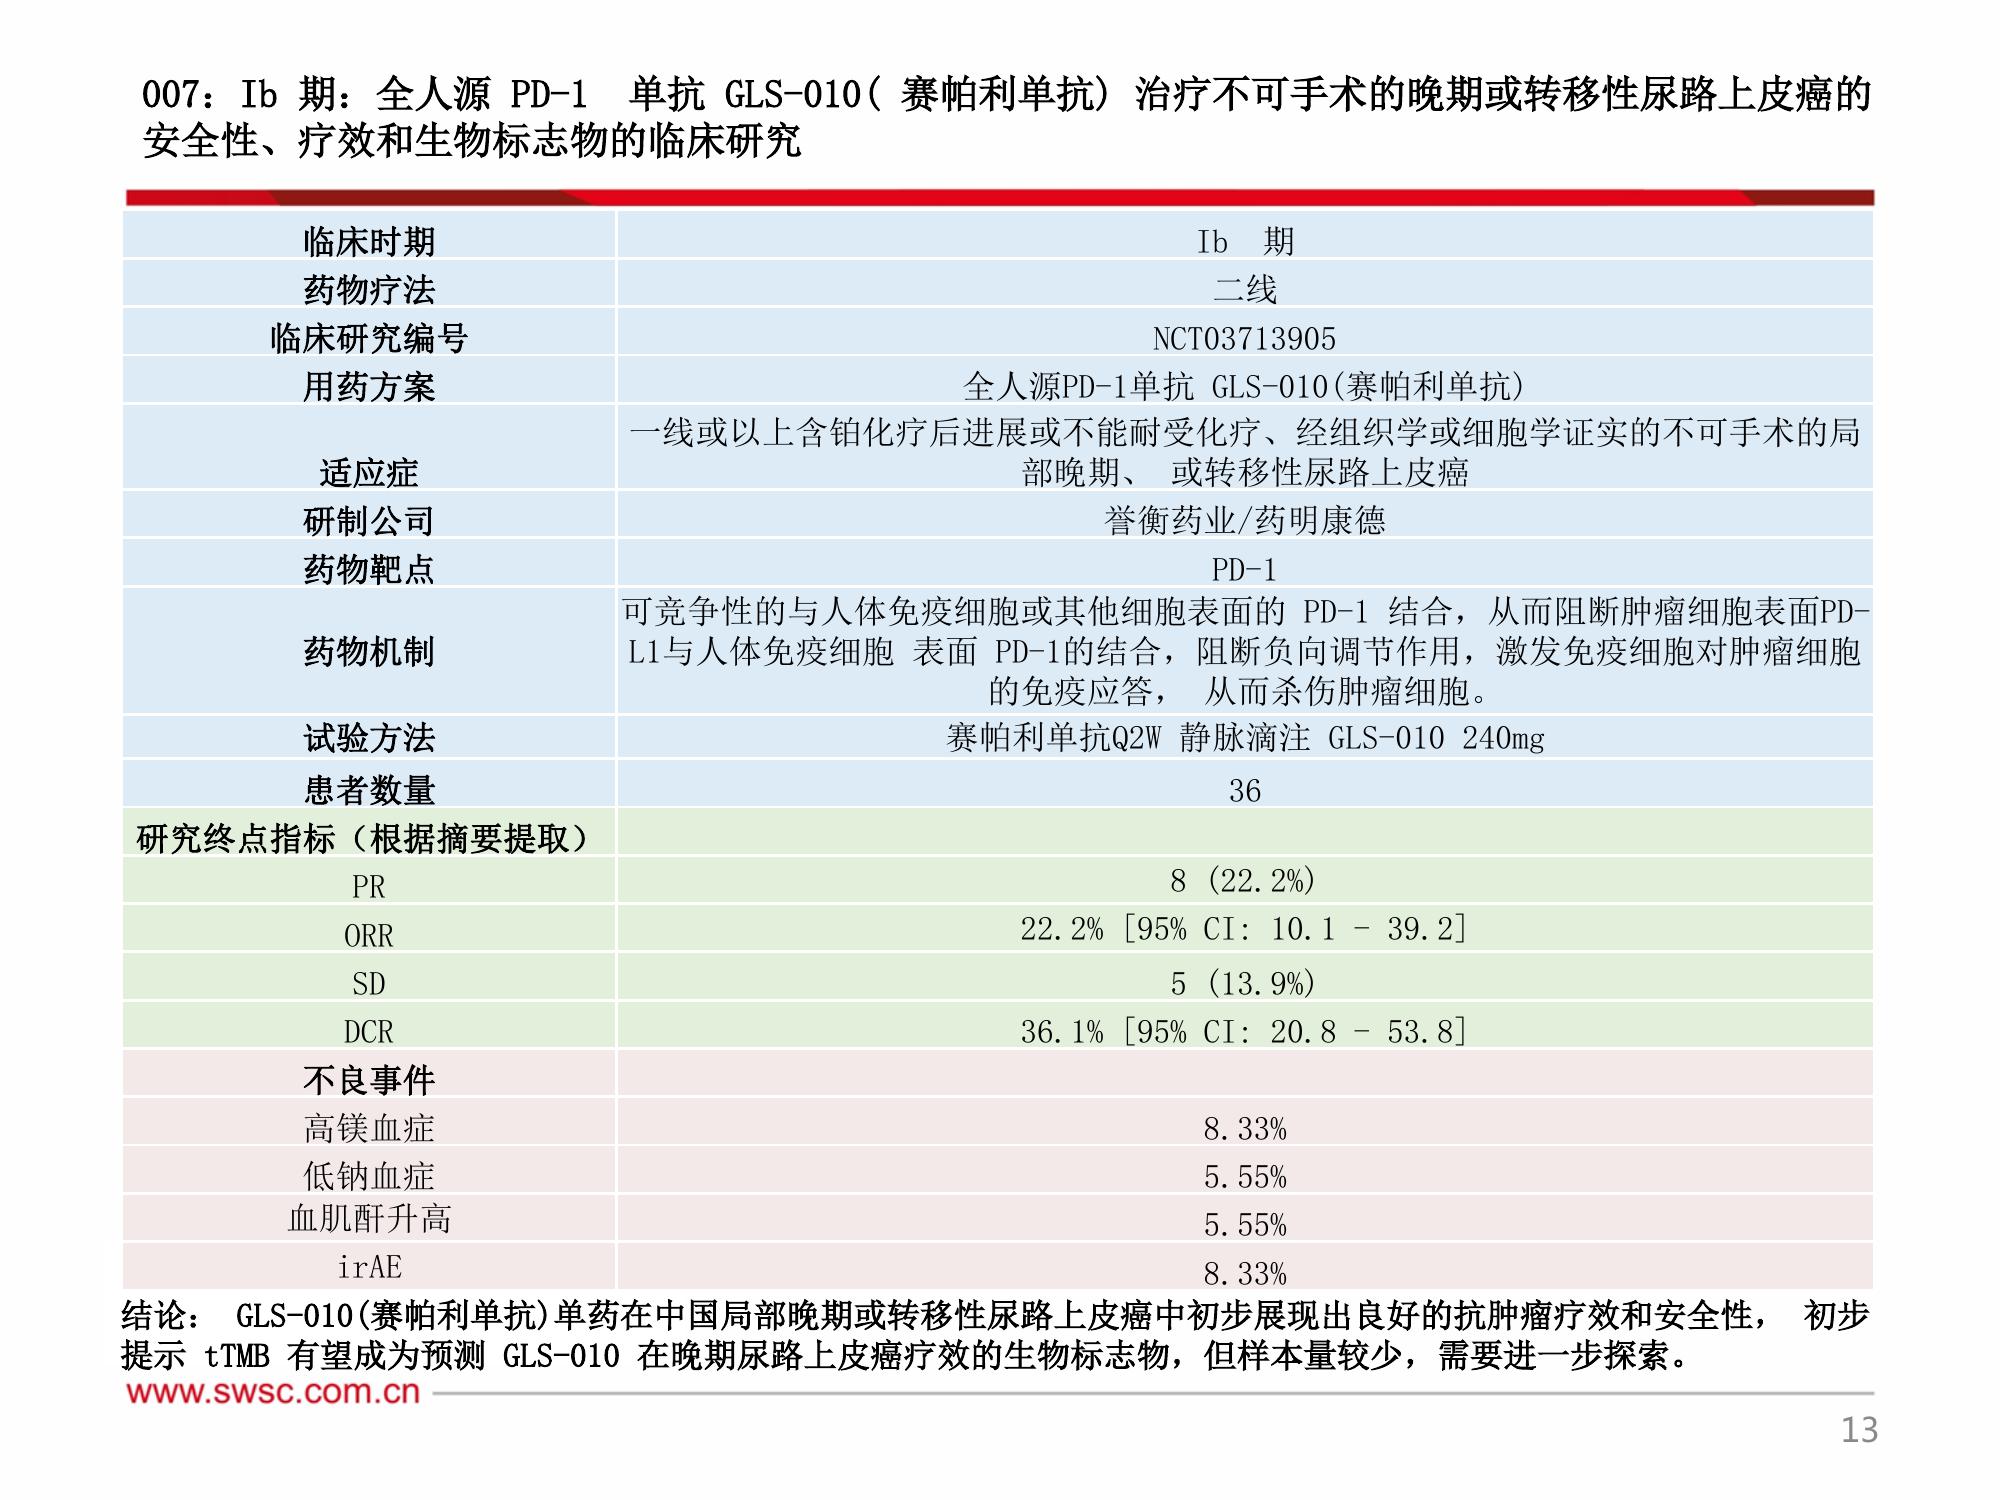 007：Ib 期：全人源 PD-1 单抗 GLS-010( 赛帕利单抗) 治疗不可手术的晚期或转移性尿路上皮癌的
安全性、疗效和生物标志物的临床研究
临床时期 Ib 期
药物疗法 二线
临床研究编号 NCT03713905
用药方案 全人源PD-1单抗 GLS-010(赛帕利单抗)
适应症 一线或以上含铂化疗后进展或不能耐受化疗、经组织学或细胞学证实的不可手术的局
部晚期、 或转移性尿路上皮癌
研制公司 誉衡药业/药明康德
药物靶点 PD-1
药物机制 可竞争性的与人体免疫细胞或其他细胞表面的 PD-1 结合，从而阻断肿瘤细胞表面PD-
L1与人体免疫细胞 表面 PD-1的结合，阻断负向调节作用，激发免疫细胞对肿瘤细胞
的免疫应答， 从而杀伤肿瘤细胞。
试验方法 赛帕利单抗Q2W 静脉滴注 GLS-010 240mg
患者数量 36
研究终点指标（根据摘要提取）
PR 8 (22.2%)
ORR 22.2% [95% CI: 10.1 - 39.2]
SD 5 (13.9%)
DCR 36.1% [95% CI: 20.8 - 53.8]
不良事件
高镁血症 8.33%
低钠血症 5.55%
血肌酐升高 5.55%
irAE 8.33%
结论： GLS-010(赛帕利单抗)单药在中国局部晚期或转移性尿路上皮癌中初步展现出良好的抗肿瘤疗效和安全性， 初步
提示 tTMB 有望成为预测 GLS-010 在晚期尿路上皮癌疗效的生物标志物，但样本量较少，需要进一步探索。
www.swsc.com.cn
13